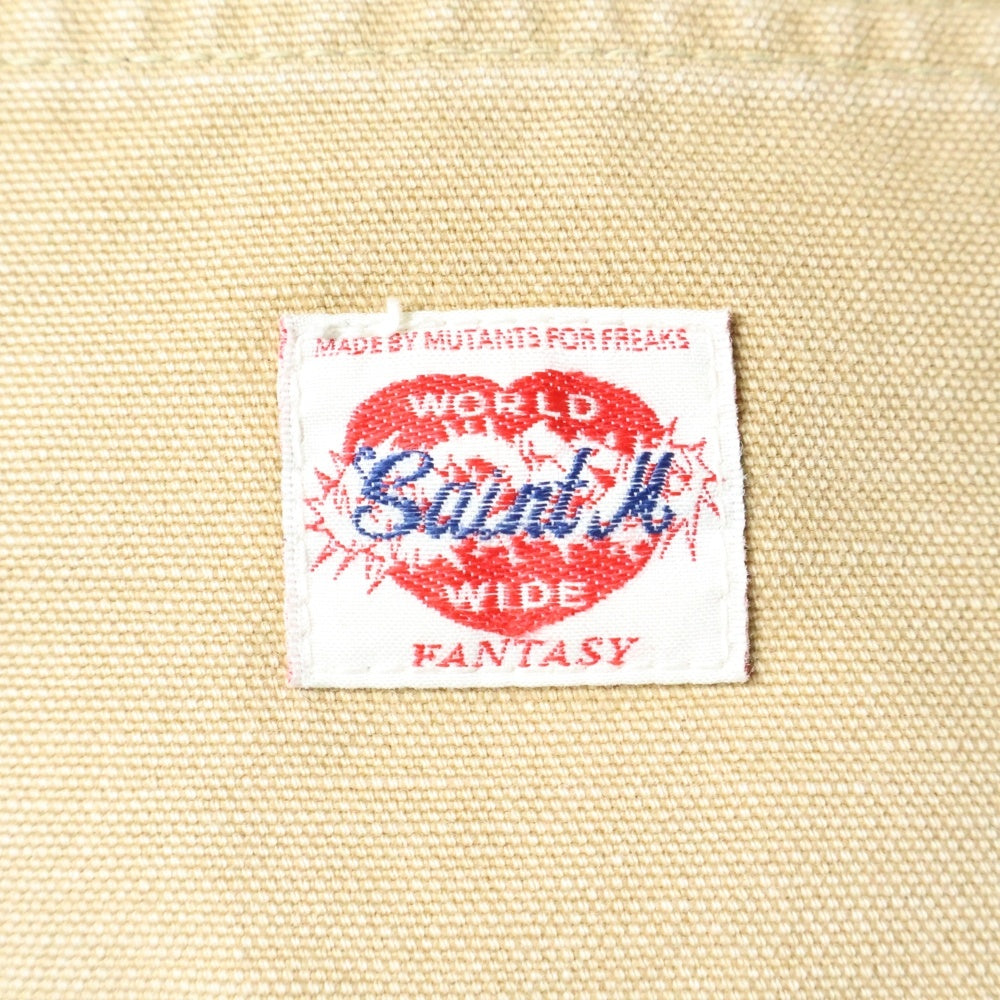 MADE BY MUTANTS FOR FREAKS
WORLD
Saint M
WIDE
FANTASY